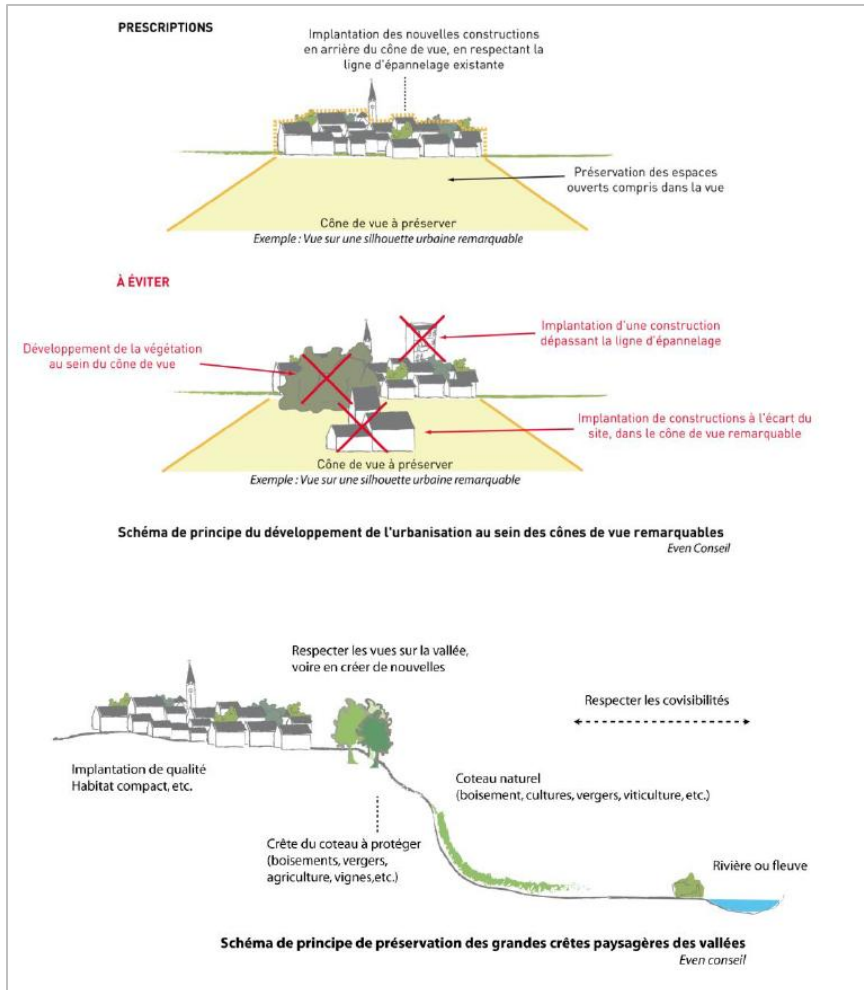 PRESCRIPTIONS
Implantation des nouvelles constructions
en arrière du cône de vue, en respectant la
ligne d'épannelage existante
Préservation des espaces
ouverts compris dans la vue
Cône de vue à préserver
Exemple : Vue sur une silhouette urbaine remarquable
À ÉVITER
Développement de la végétation
au sein du cône de vue
Implantation d'une construction
dépassant la ligne d'épannelage
Implantation de constructions à l'écart du
site, dans le cône de vue remarquable
Cône de vue à préserver
Exemple : Vue sur une silhouette urbaine remarquable
Schéma de principe du développement de l'urbanisation au sein des cônes de vue remarquables
Even Conseil
Respecter les vues sur la vallée,
voire en créer de nouvelles
Respecter les covisibilités
Implantation de qualité
Habitat compact, etc.
Coteau naturel
(boisement, cultures, vergers, viticulture, etc.)
Crête du coteau à protéger
(boisements, vergers,
agriculture, vignes,etc.)
Rivière ou fleuve
Schéma de principe de préservation des grandes crêtes paysagères des vallées
Even conseil